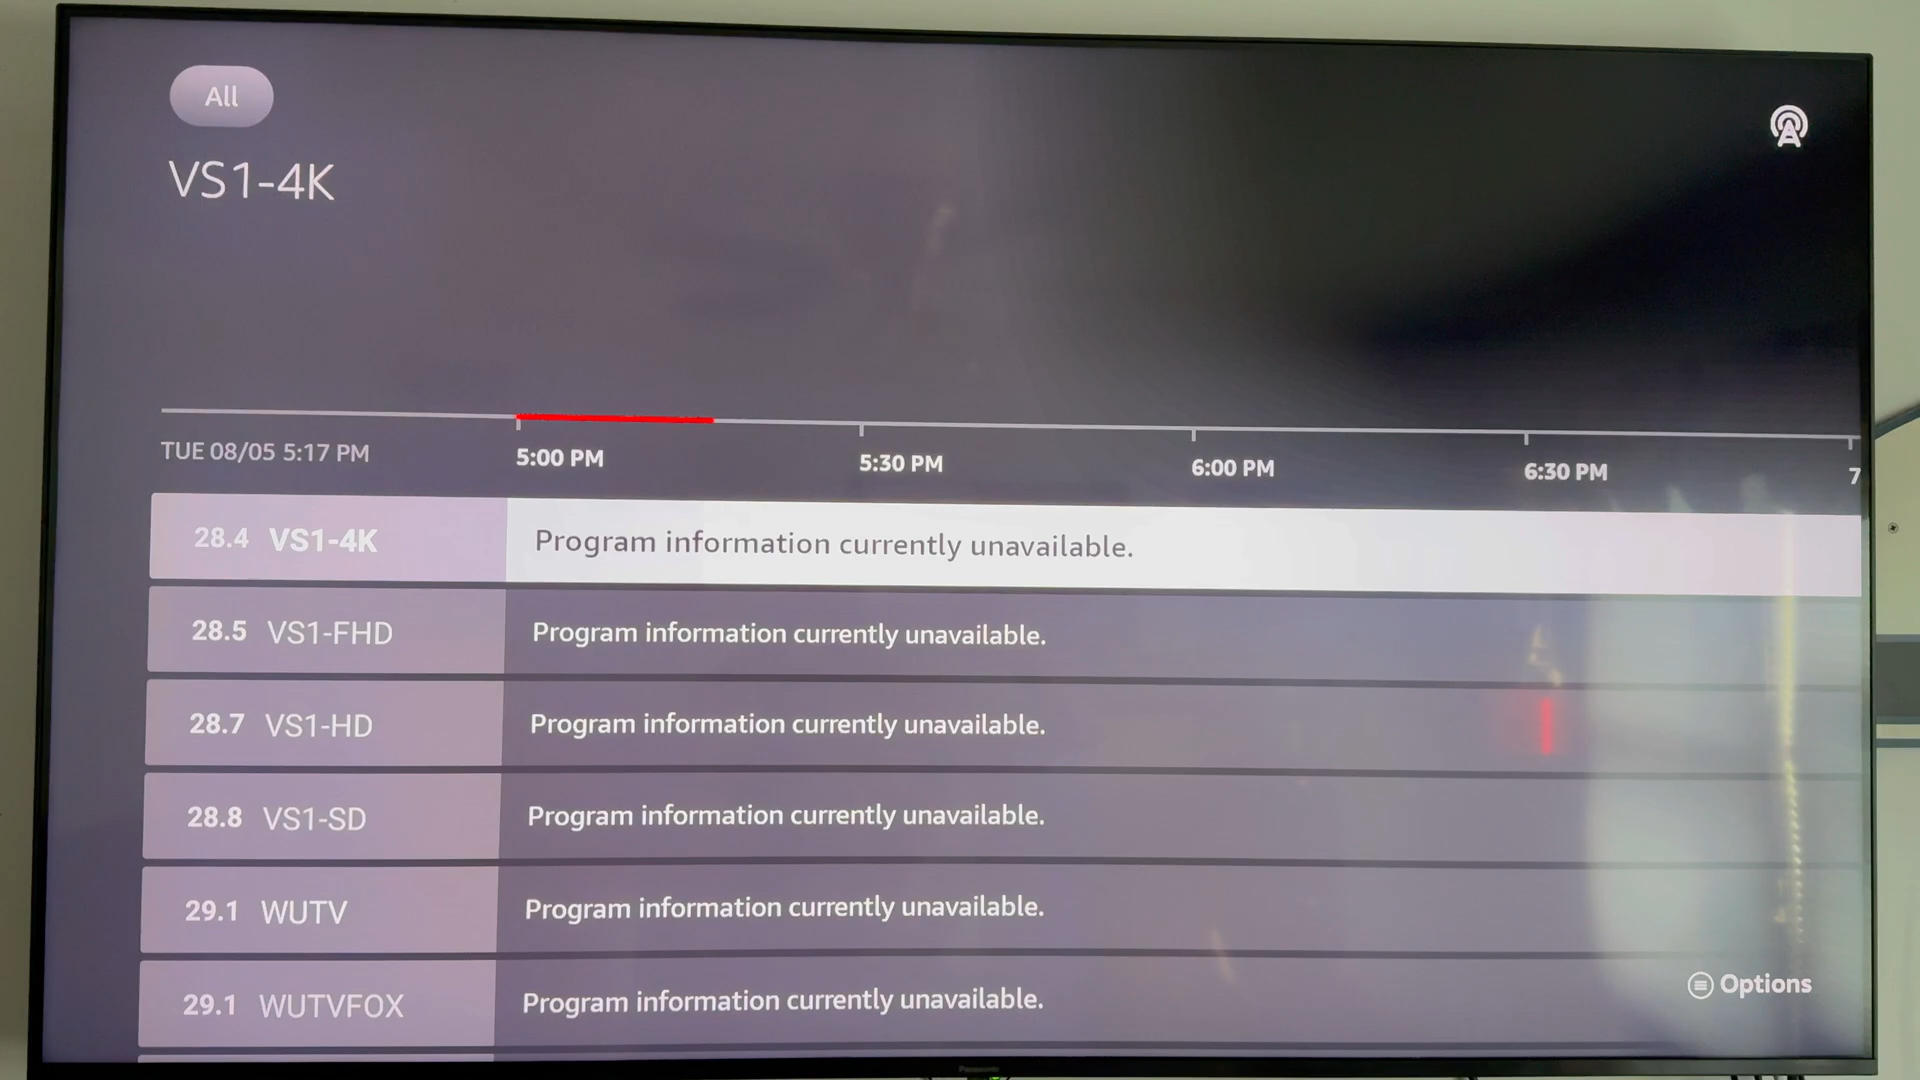 All
VS1-4K
TUE 08/05 5:17 PM
5:00 PM
5:30 PM
6:00 PM
6:30 PM
7
28.4 VS1-4K Program information currently unavailable.
28.5 VS1-FHD Program information currently unavailable.
28.7 VS1-HD Program information currently unavailable.
28.8 VS1-SD Program information currently unavailable.
29.1 WUTV Program information currently unavailable.
29.1 WUTVFOX Program information currently unavailable.
Options
Panasonic